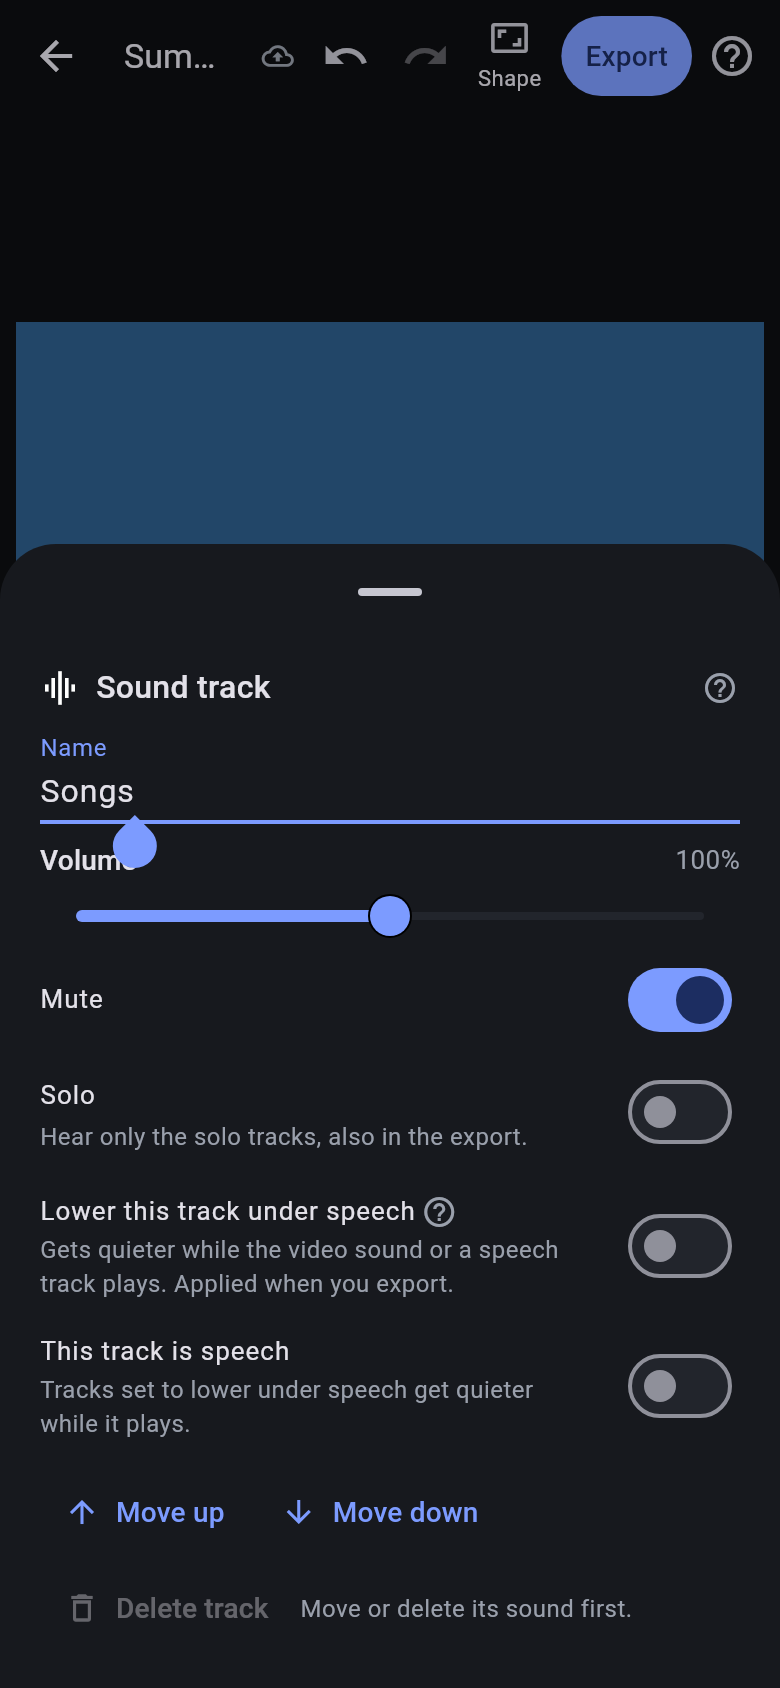 Sum...
Shape
Export
Sound track
Name
Songs
Volume
100%
Mute
Solo
Hear only the solo tracks, also in the export.
Lower this track under speech
Gets quieter while the video sound or a speech
track plays. Applied when you export.
This track is speech
Tracks set to lower under speech get quieter
while it plays.
Move up
Move down
Delete track
Move or delete its sound first.